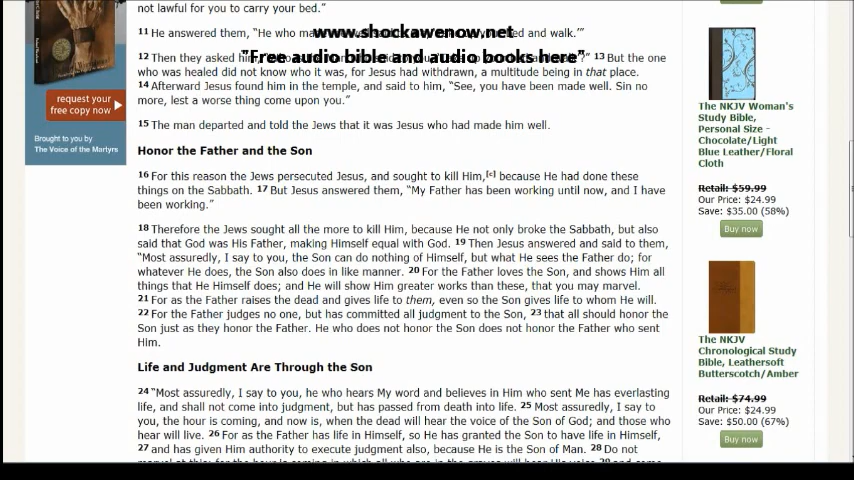 not lawful for you to carry your bed."
www.shockawenow.net
11 He answered them, "He who ma and walk.'"
"Free audio bible and audio books here"
12 Then they asked 13 But the one
who was healed did not know who it was, for Jesus had withdrawn, a multitude being in that place.
14 Afterward Jesus found him in the temple, and said to him, "See, you have been made well. Sin no
more, lest a worse thing come upon you."
15 The man departed and told the Jews that it was Jesus who had made him well.
Honor the Father and the Son
16 For this reason the Jews persecuted Jesus, and sought to kill Him,[c] because He had done these
things on the Sabbath. 17 But Jesus answered them, "My Father has been working until now, and I have
been working."
18 Therefore the Jews sought all the more to kill Him, because He not only broke the Sabbath, but also
said that God was His Father, making Himself equal with God. 19 Then Jesus answered and said to them,
"Most assuredly, I say to you, the Son can do nothing of Himself, but what He sees the Father do; for
whatever He does, the Son also does in like manner. 20 For the Father loves the Son, and shows Him all
things that He Himself does; and He will show Him greater works than these, that you may marvel.
21 For as the Father raises the dead and gives life to them, even so the Son gives life to whom He will.
22 For the Father judges no one, but has committed all judgment to the Son, 23 that all should honor the
Son just as they honor the Father. He who does not honor the Son does not honor the Father who sent
Him.
Life and Judgment Are Through the Son
24 "Most assuredly, I say to you, he who hears My word and believes in Him who sent Me has everlasting
life, and shall not come into judgment, but has passed from death into life. 25 Most assuredly, I say to
you, the hour is coming, and now is, when the dead will hear the voice of the Son of God; and those who
hear will live. 26 For as the Father has life in Himself, so He has granted the Son to have life in Himself,
27 and has given Him authority to execute judgment also, because He is the Son of Man. 28 Do not
marvel at this; for the hour is coming in which all who are in the graves will hear His voice 29 and come
request your
free copy now
Brought to you by
The Voice of the Martyrs
The NKJV Woman's
Study Bible,
Personal Size -
Chocolate/Light
Blue Leather/Floral
Cloth
Retail: $59.99
Our Price: $24.99
Save: $35.00 (58%)
Buy now
The NKJV
Chronological Study
Bible, Leathersoft
Butterscotch/Amber
Retail: $74.99
Our Price: $24.99
Save: $50.00 (67%)
Buy now